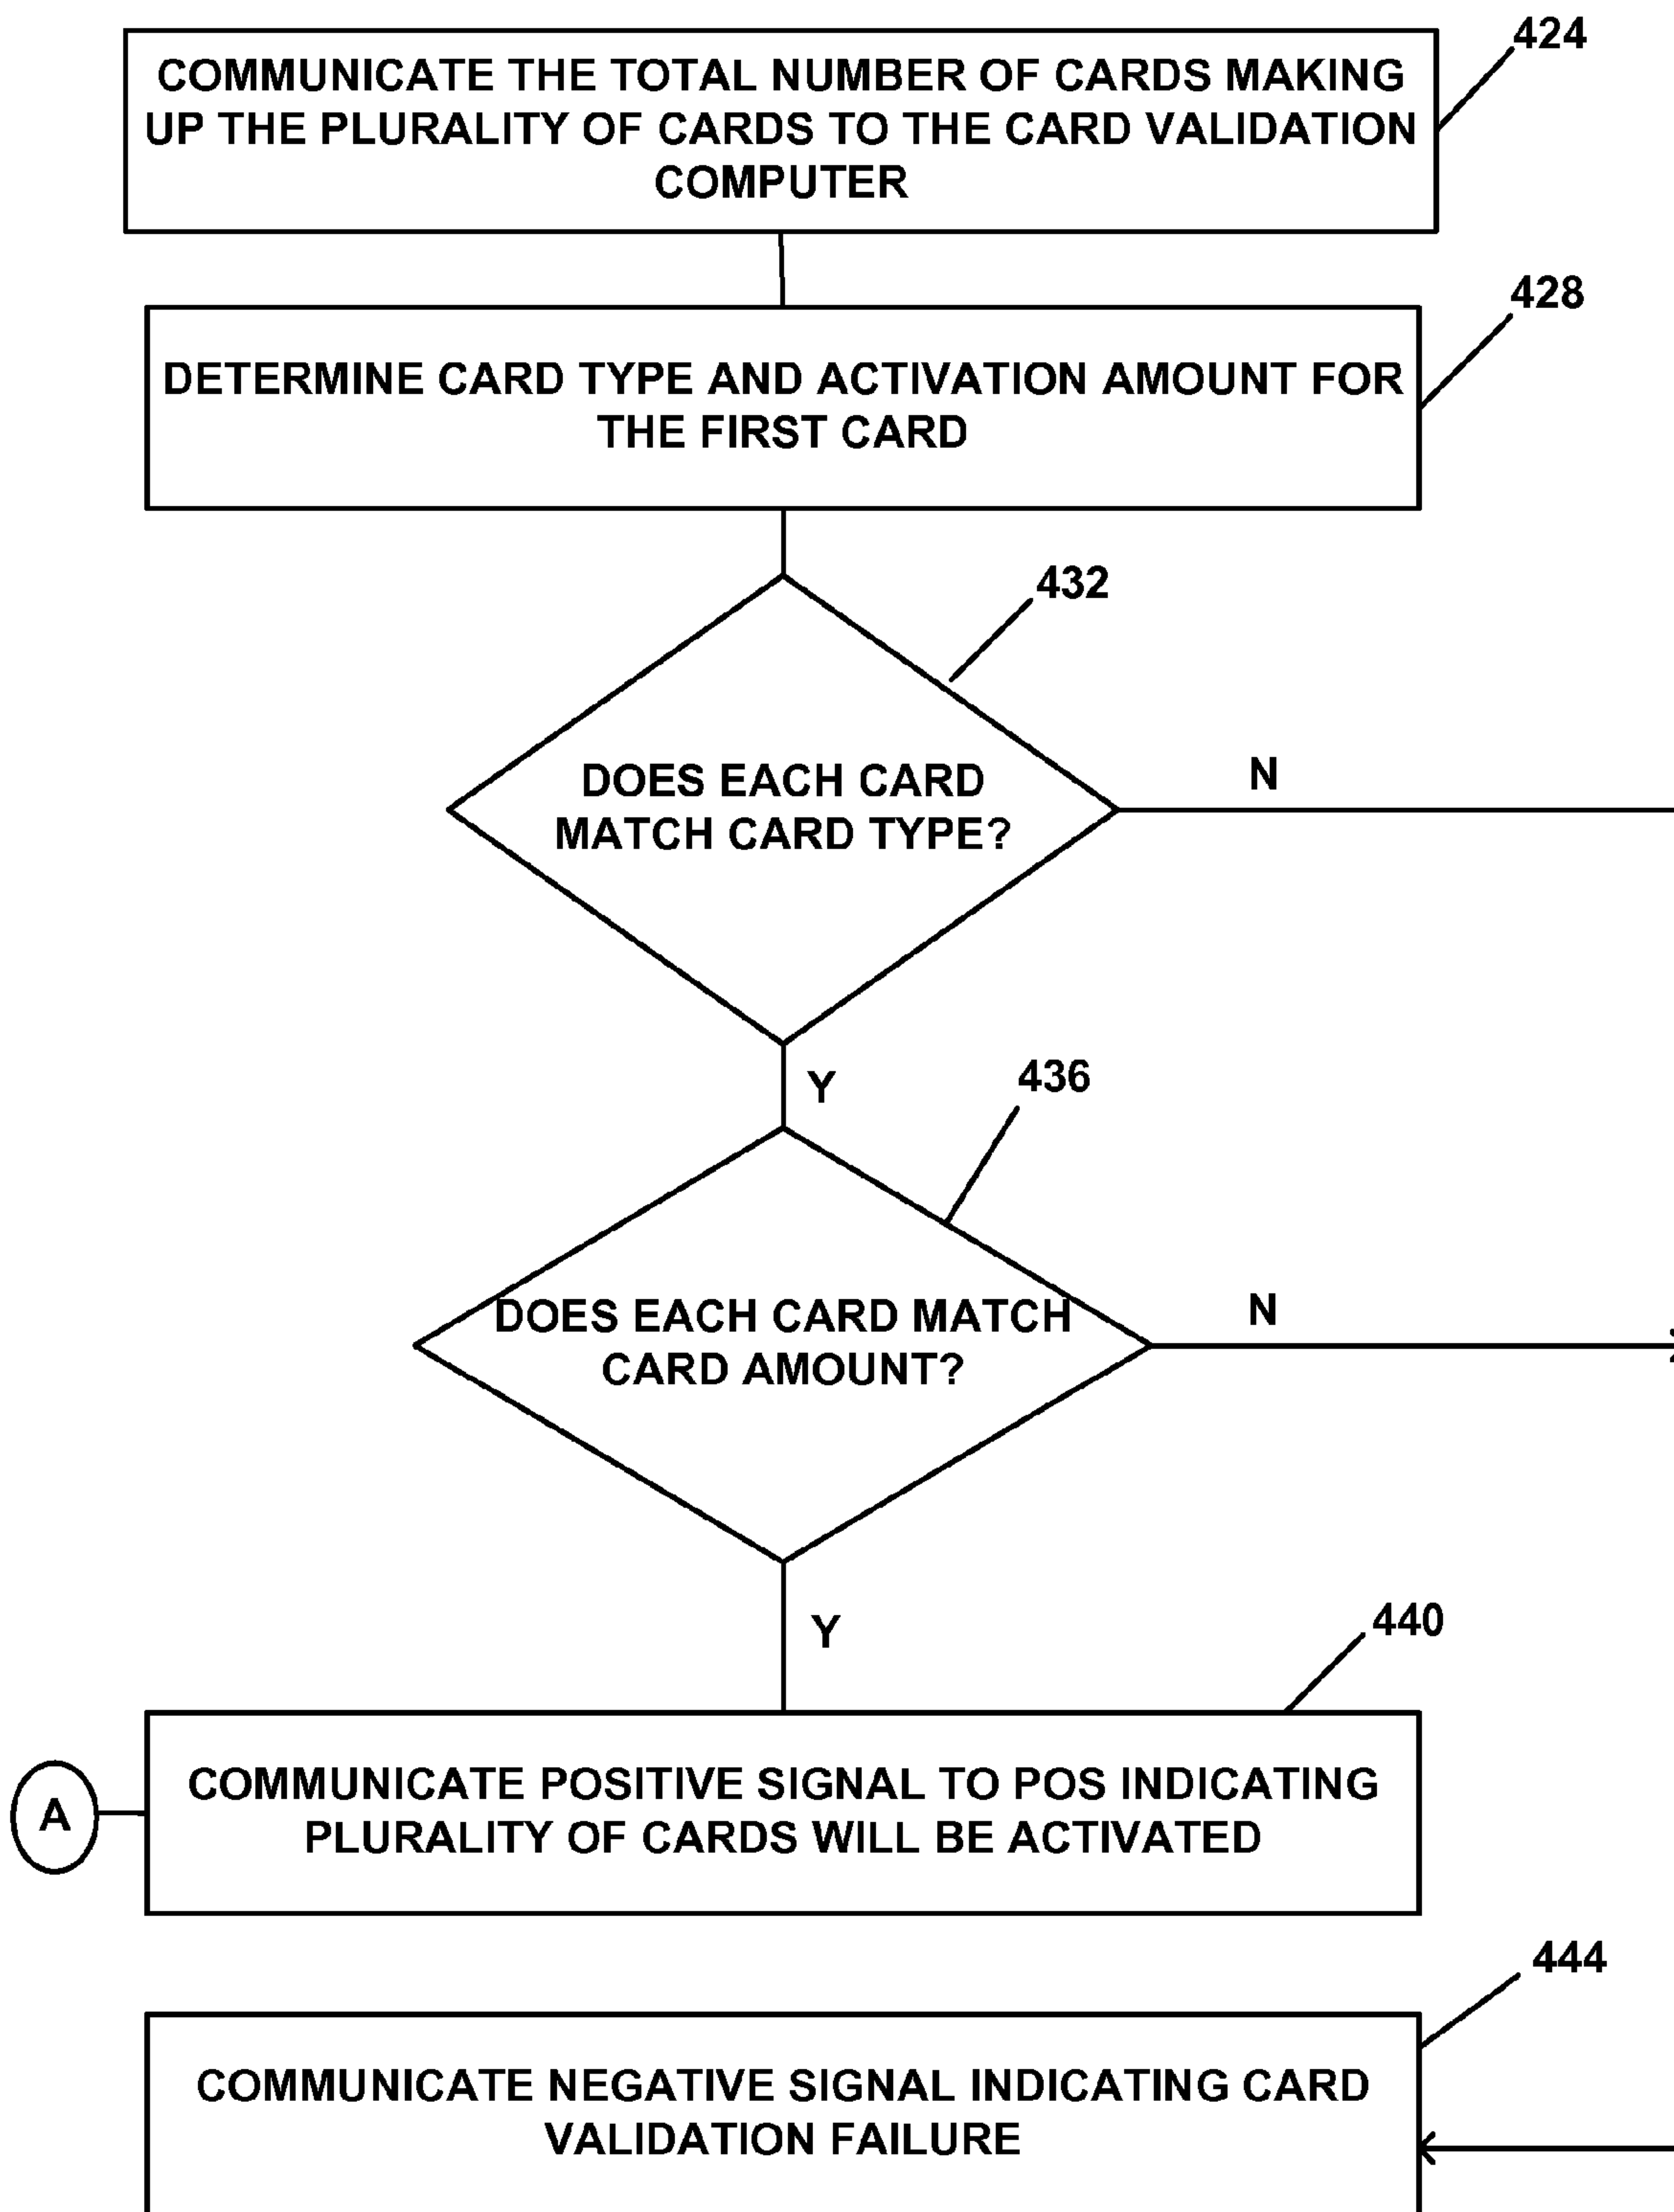 424
COMMUNICATE THE TOTAL NUMBER OF CARDS MAKING
UP THE PLURALITY OF CARDS TO THE CARD VALIDATION
COMPUTER
428
DETERMINE CARD TYPE AND ACTIVATION AMOUNT FOR
THE FIRST CARD
432
DOES EACH CARD
MATCH CARD TYPE?
N
Y
436
DOES EACH CARD MATCH
CARD AMOUNT?
N
Y
440
COMMUNICATE POSITIVE SIGNAL TO POS INDICATING
PLURALITY OF CARDS WILL BE ACTIVATED
A
444
COMMUNICATE NEGATIVE SIGNAL INDICATING CARD
VALIDATION FAILURE